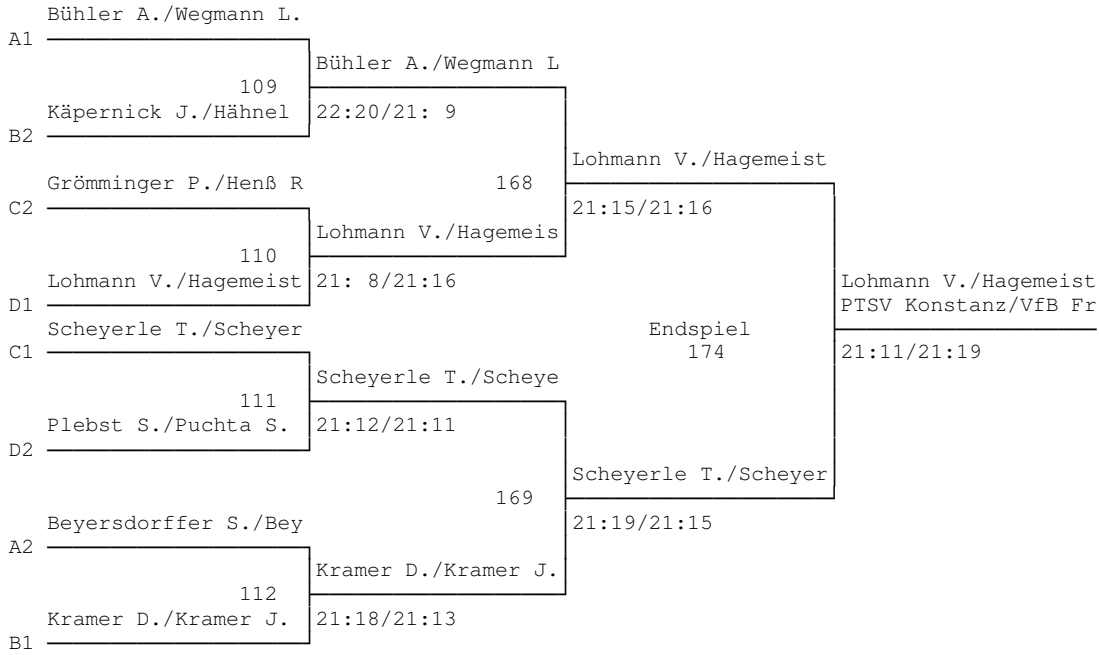 Bühler A./Wegmann L.
A1
Bühler A./Wegmann L
109
Käpernick J./Hähnel
22:20/21: 9
B2
Lohmann V./Hagemeist
Grömminger P./Henß R
168
C2
21:15/21:16
Lohmann V./Hagemeis
110
Lohmann V./Hagemeist
21: 8/21:16
Lohmann V./Hagemeist
D1
PTSV Konstanz/VfB Fr
Scheyerle T./Scheyer
Endspiel
C1
174
21:11/21:19
Scheyerle T./Scheye
111
Plebst S./Puchta S.
21:12/21:11
D2
Scheyerle T./Scheyer
169
Beyersdorffer S./Bey
21:19/21:15
A2
Kramer D./Kramer J.
112
Kramer D./Kramer J.
21:18/21:13
B1